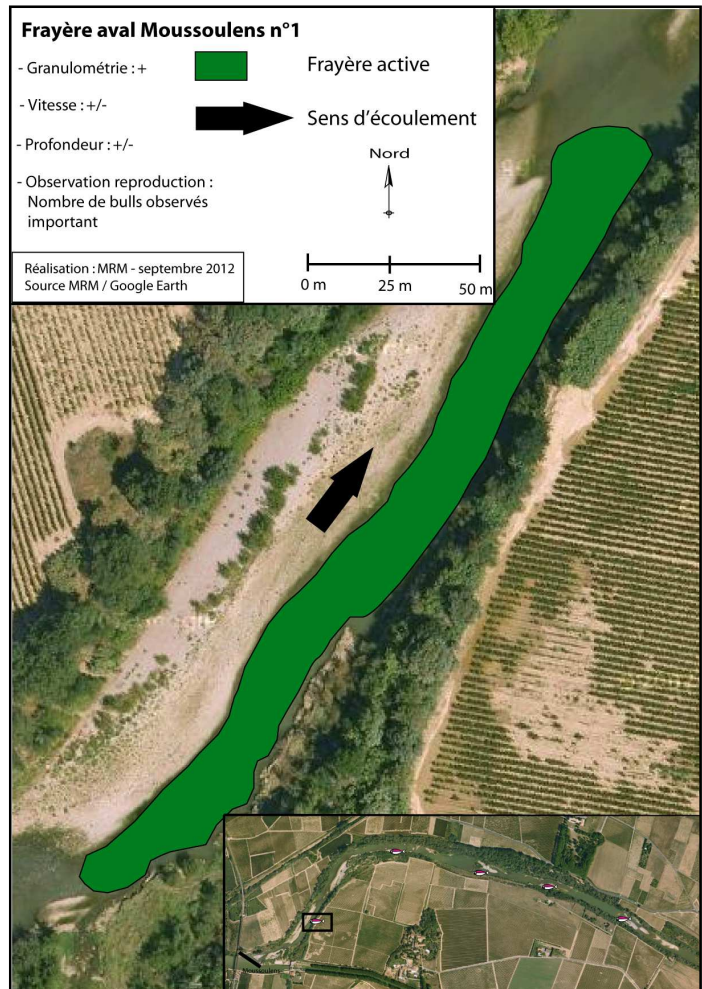 Frayère aval Moussoulens n°1
- Granulométrie : +
Frayère active
- Vitesse : +/-
Sens d'écoulement
- Profondeur : +/-
Nord
- Observation reproduction :
Nombre de bulls observés
important
Réalisation : MRM - septembre 2012
Source MRM / Google Earth
0 m
25 m
50 m
Moussoulens